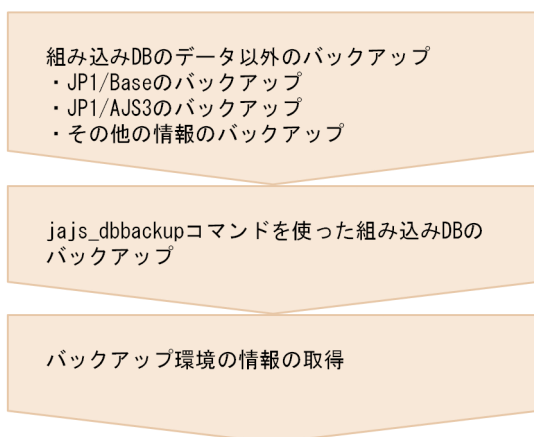 組み込みDBのデータ以外のバックアップ
・JP1/Baseのバックアップ
・JP1/AJS3のバックアップ
・その他の情報のバックアップ
jajs_dbbackupコマンドを使った組み込みDBの
バックアップ
バックアップ環境の情報の取得